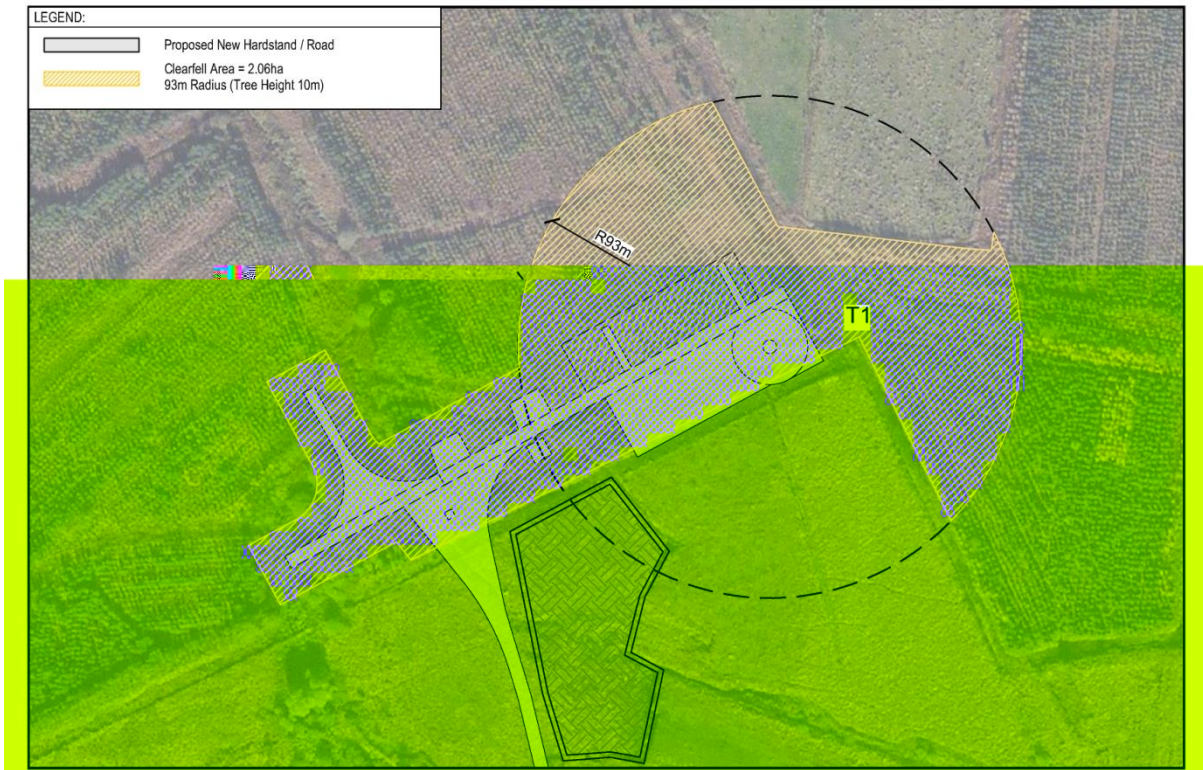 LEGEND:
Proposed New Hardstand / Road
Clearfell Area = 2.06ha
93m Radius (Tree Height 10m)
R93m
T1